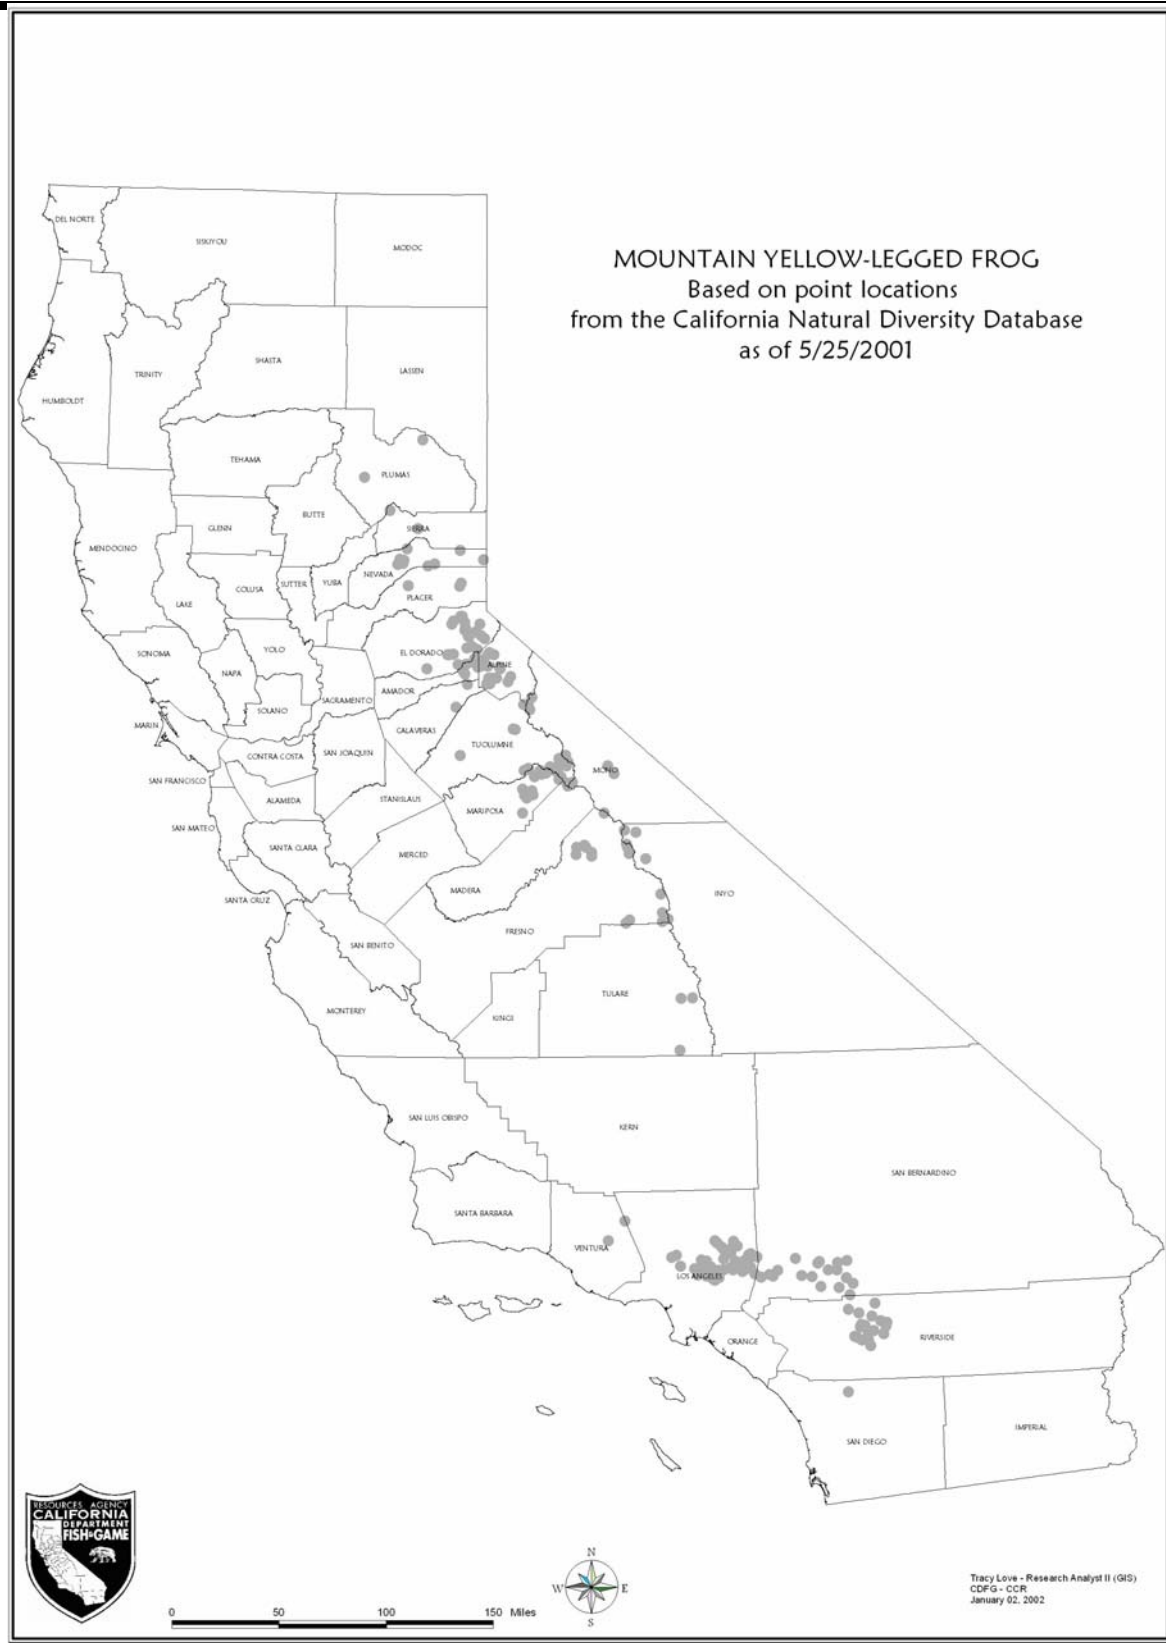 MOUNTAIN YELLOW-LEGGED FROG
Based on point locations
from the California Natural Diversity Database
as of 5/25/2001
DEL NORTE
SISKIYOU
MODOC
SHASTA
TRINITY
LASSEN
HUMBOLDT
TEHAMA
PLUMAS
BUTTE
GLENN
SIERRA
MENDOCINO
NEVADA
COLUSA
SUTTER
YUBA
PLACER
LAKE
SONOMA
YOLO
EL DORADO
ALPINE
NAPA
AMADOR
SACRAMENTO
SOLANO
MARIN
CALAVERAS
CONTRA COSTA
SAN JOAQUIN
TUOLUMNE
SAN FRANCISCO
MONO
ALAMEDA
STANISLAUS
MARIPOSA
SAN MATEO
SANTA CLARA
MERCED
MADERA
INYO
SANTA CRUZ
FRESNO
SAN BENITO
TULARE
MONTEREY
KINGS
SAN LUIS OBISPO
KERN
SAN BERNARDINO
SANTA BARBARA
VENTURA
LOS ANGELES
ORANGE
RIVERSIDE
SAN DIEGO
IMPERIAL
RESOURCES AGENCY
CALIFORNIA
DEPARTMENT
FISH & GAME
N
W E
S
0 50 100 150 Miles
Tracy Love - Research Analyst II (GIS)
CDFG - CCR
January 02, 2002